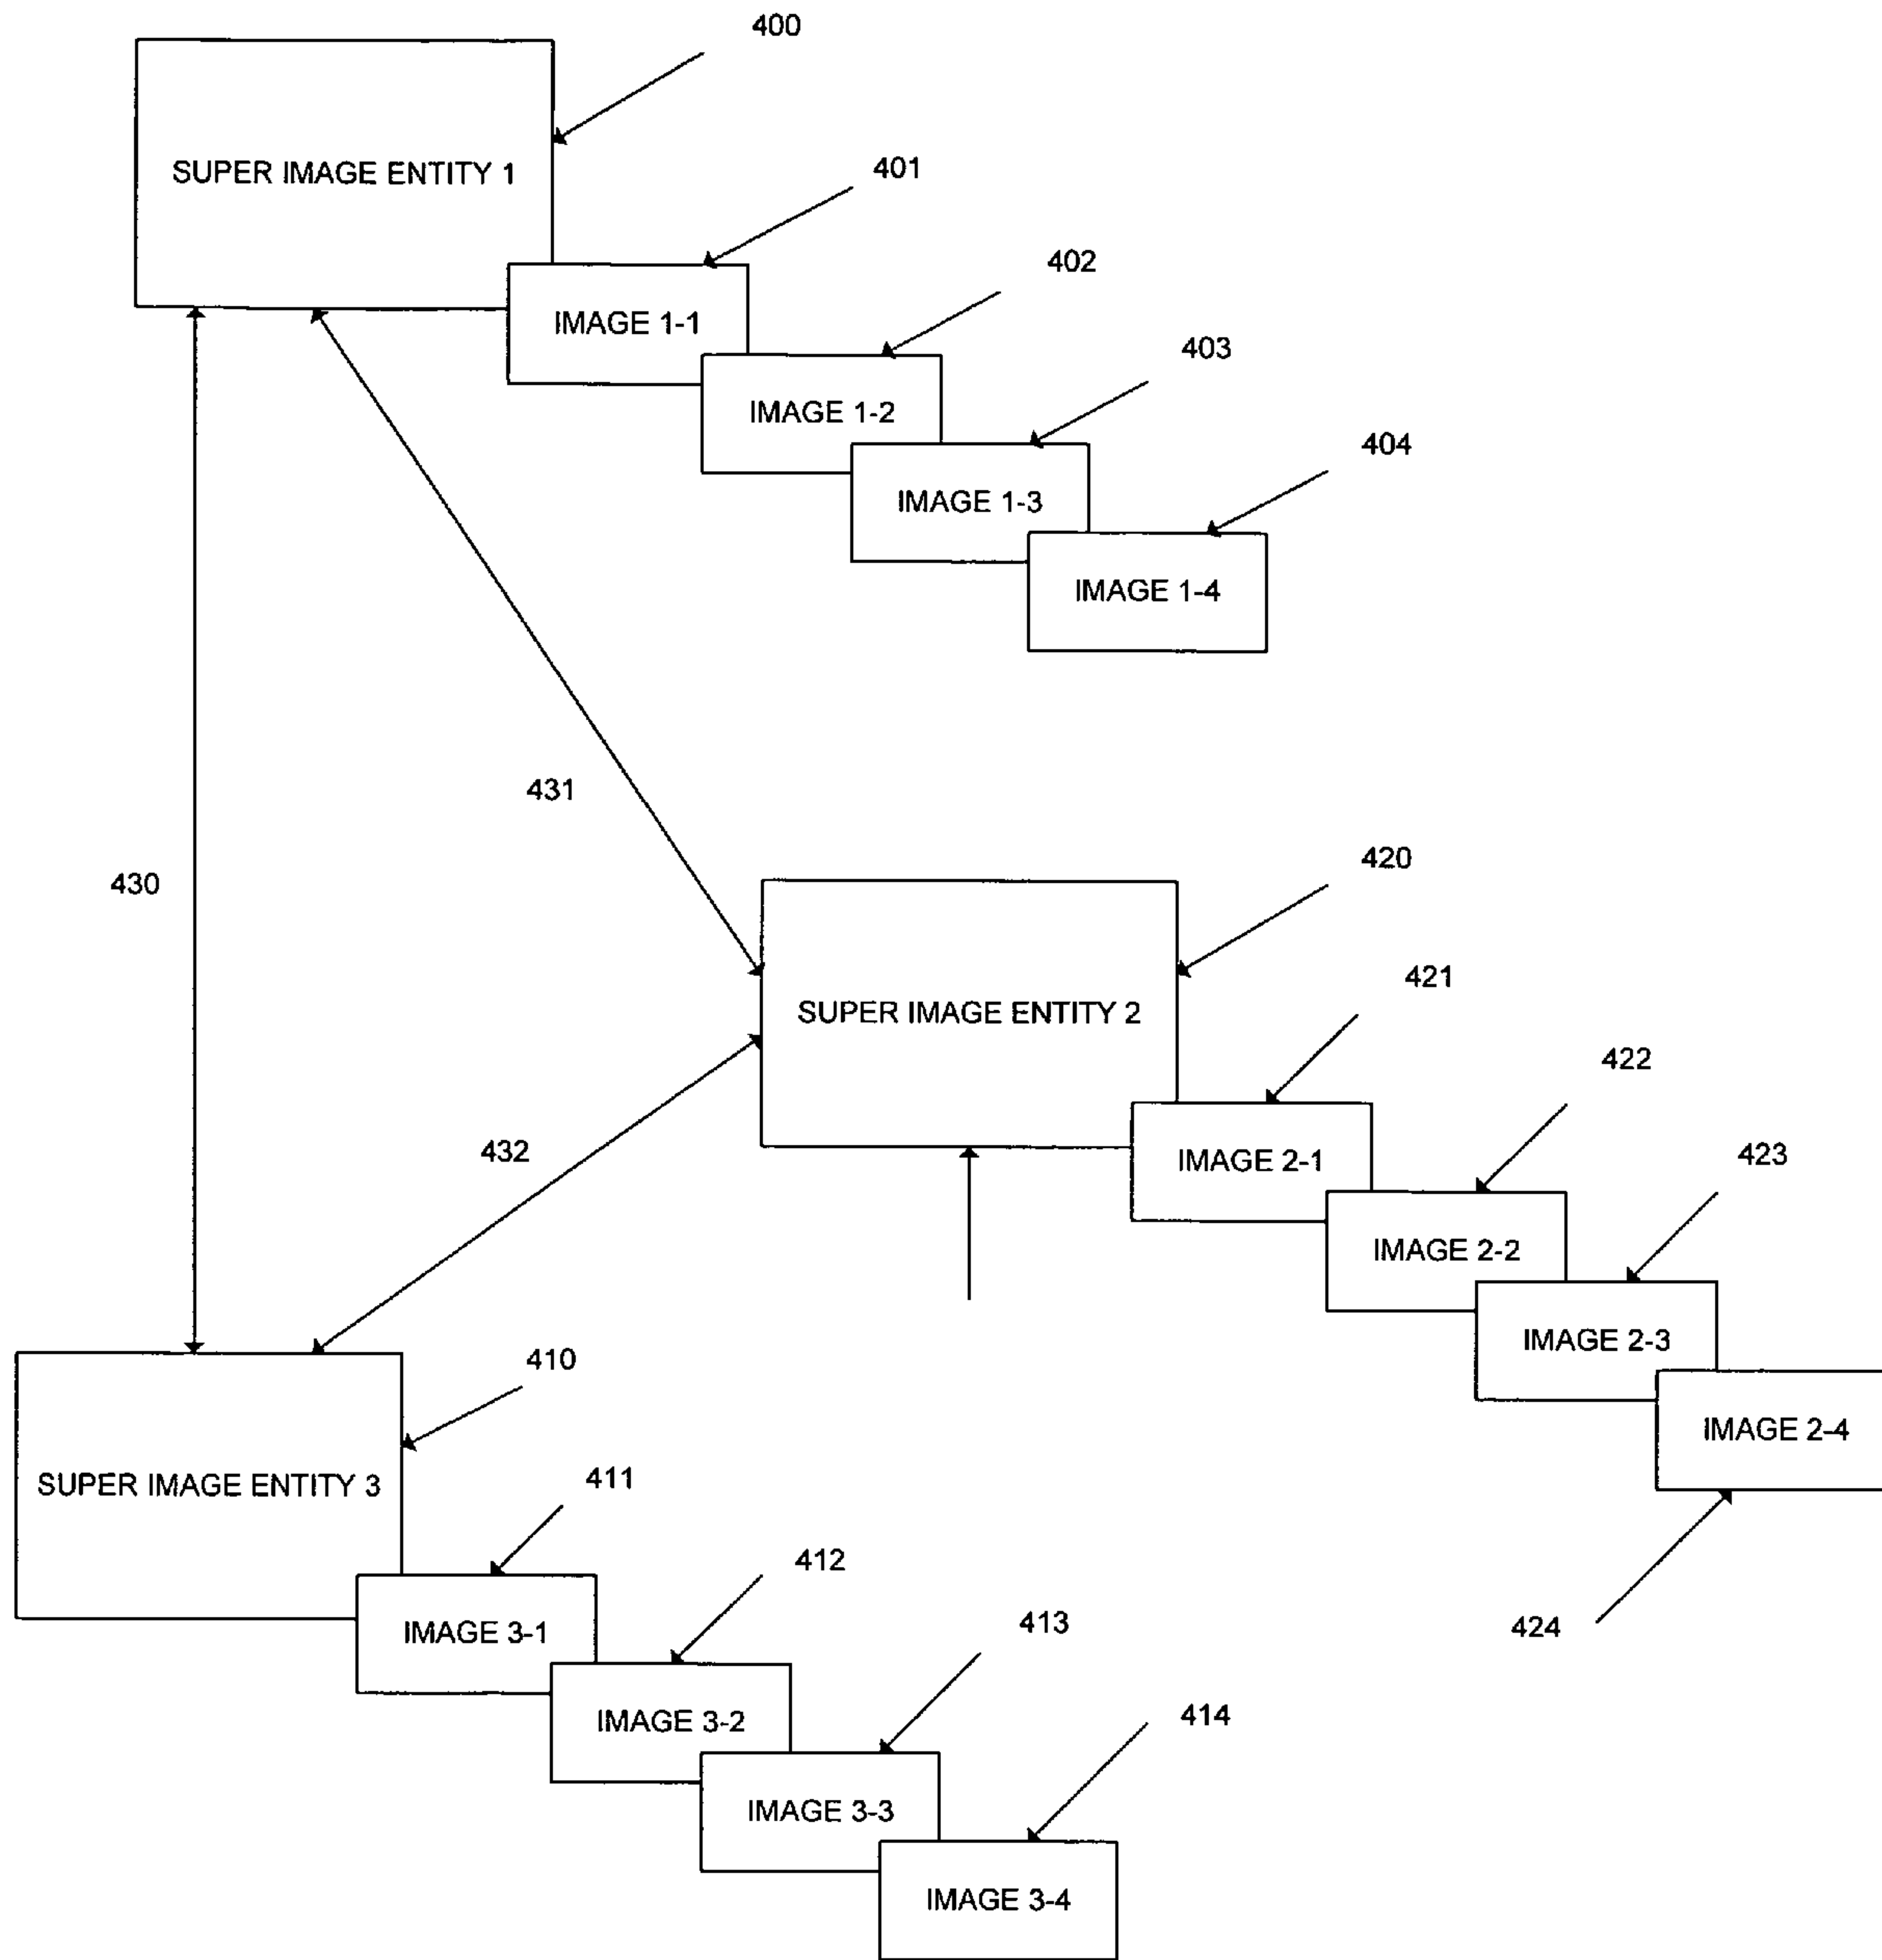 400
SUPER IMAGE ENTITY 1
401
IMAGE 1-1
402
IMAGE 1-2
403
IMAGE 1-3
404
IMAGE 1-4
431
430
420
SUPER IMAGE ENTITY 2
421
IMAGE 2-1
422
IMAGE 2-2
423
IMAGE 2-3
IMAGE 2-4
424
432
410
SUPER IMAGE ENTITY 3
411
IMAGE 3-1
412
IMAGE 3-2
413
IMAGE 3-3
414
IMAGE 3-4